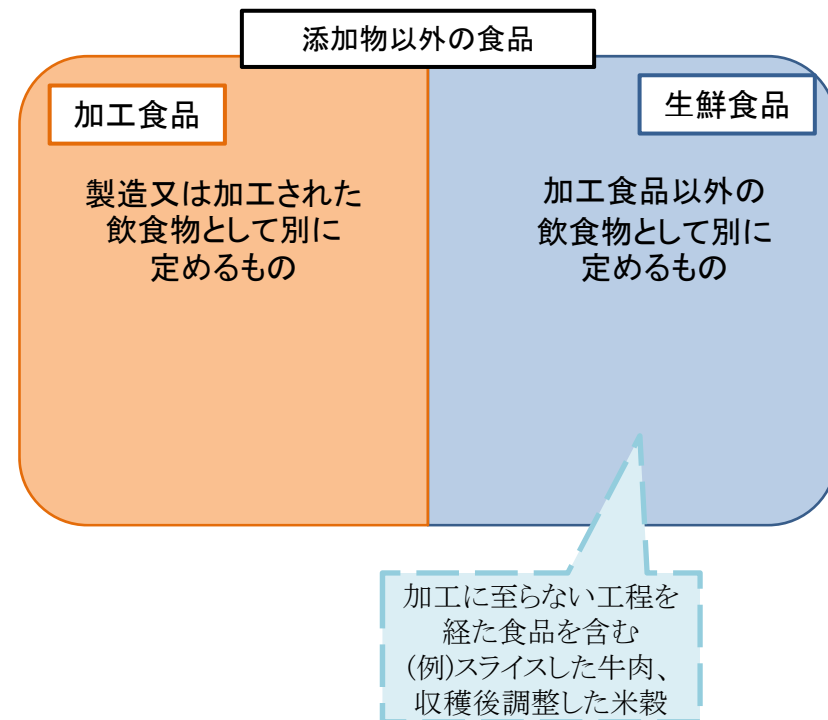 添加物以外の食品
加工食品
製造又は加工された
飲食物として別に
定めるもの
生鮮食品
加工食品以外の
飲食物として別に
定めるもの
加工に至らない工程を
経た食品を含む
(例)スライスした牛肉、
収穫後調整した米穀